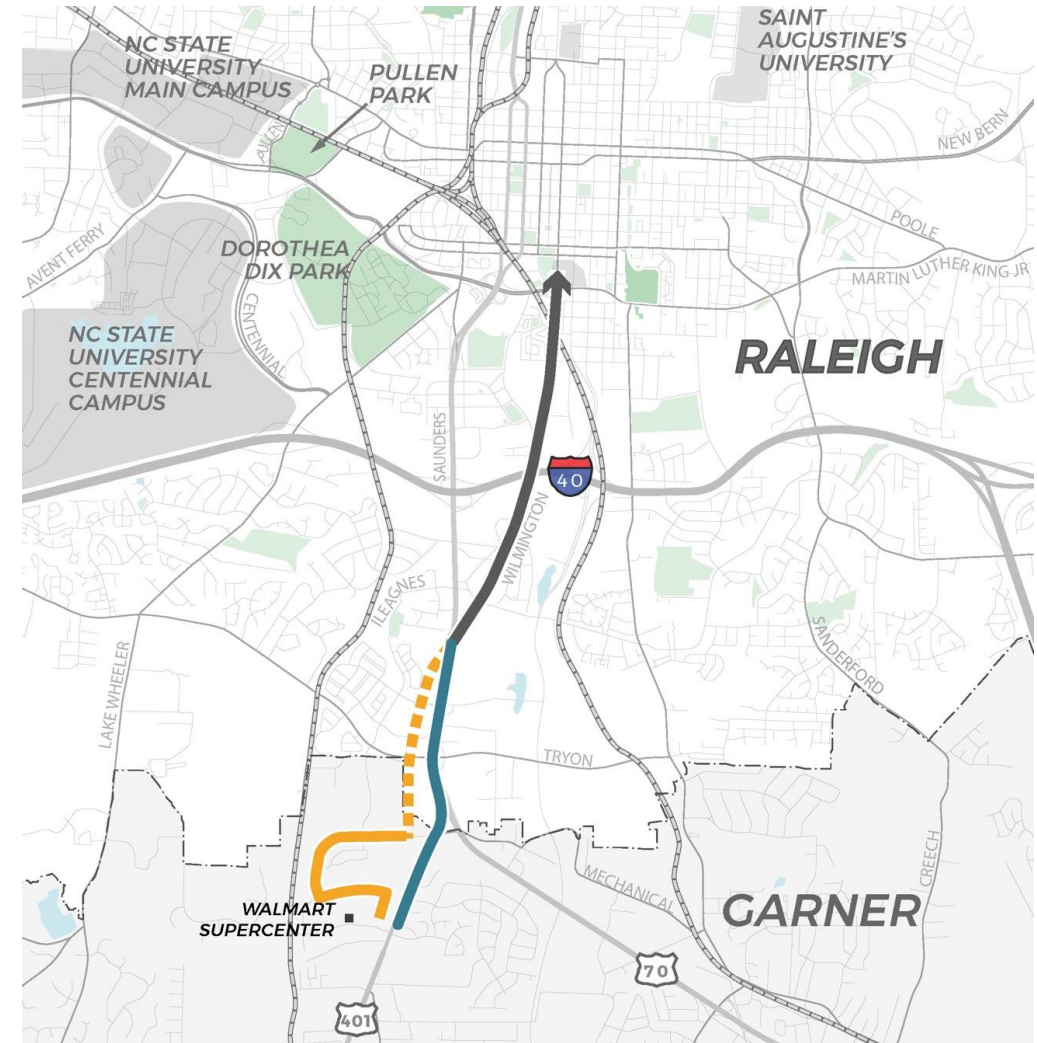 SAINT
AUGUSTINE'S
UNIVERSITY
NC STATE
UNIVERSITY
MAIN CAMPUS
PULLEN
PARK
PULLEN
NEW BERN
POOLE
MARTIN LUTHER KING JR
AVENT FERRY
DOROTHEA
DIX PARK
CENTENNIAL
NC STATE
UNIVERSITY
CENTENNIAL
CAMPUS
RALEIGH
SAUNDERS
40
WILMINGTON
ILEAGNES
LAKE WHEELER
SANDERFORD
TRYON
MECHANICAL
CREECH
WALMART
SUPERCENTER
GARNER
70
401